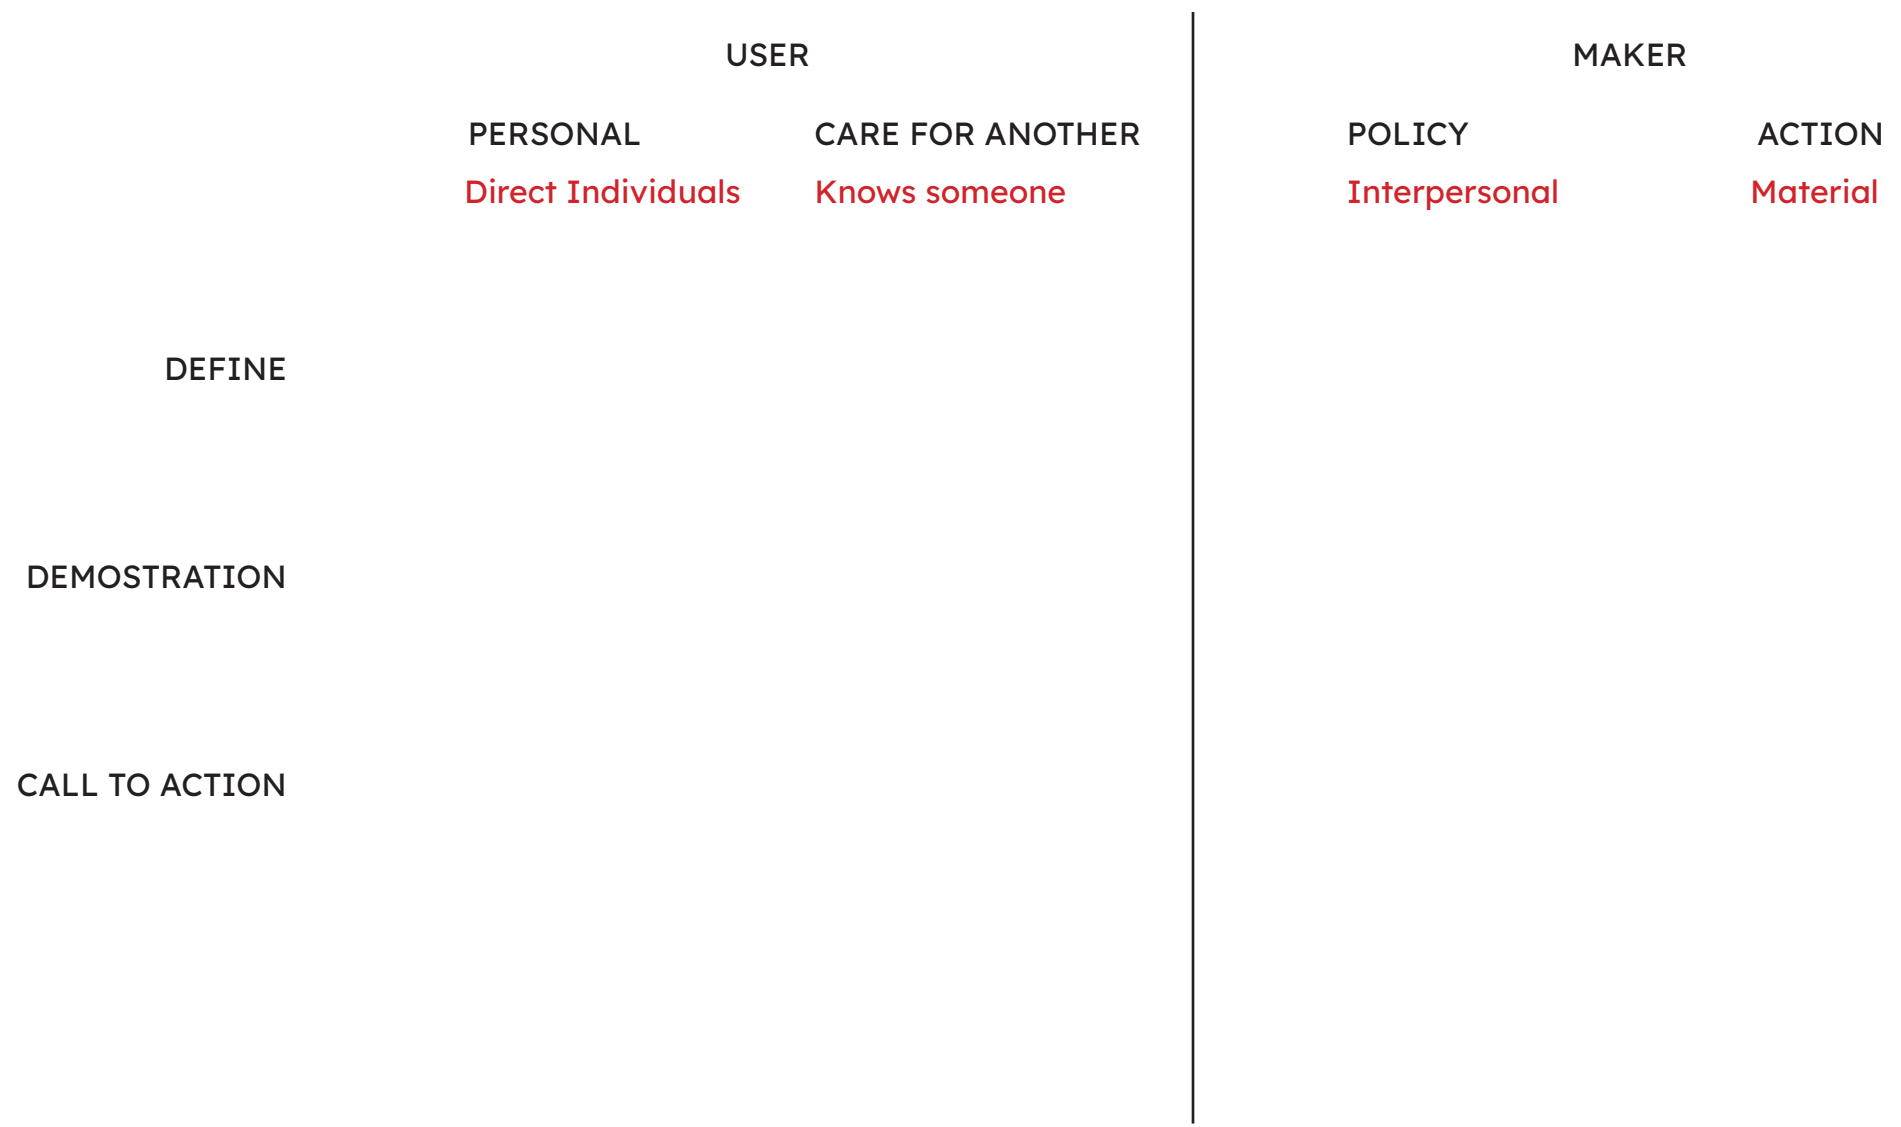 USER MAKER
PERSONAL CARE FOR ANOTHER POLICY ACTION
Direct Individuals Knows someone Interpersonal Material
DEFINE
DEMOSTRATION
CALL TO ACTION